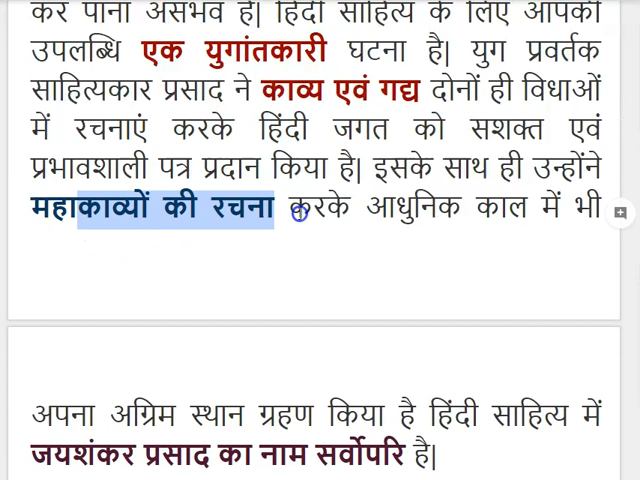 कर पाना असंभव है| हिंदी साहित्य के लिए आपकी
उपलब्धि एक युगांतकारी घटना है| युग प्रवर्तक
साहित्यकार प्रसाद ने काव्य एवं गद्य दोनों ही विधाओं
में रचनाएं करके हिंदी जगत को सशक्त एवं
प्रभावशाली पत्र प्रदान किया है| इसके साथ ही उन्होंने
महाकाव्यों की रचना करके आधुनिक काल में भी
अपना अग्रिम स्थान ग्रहण किया है हिंदी साहित्य में
जयशंकर प्रसाद का नाम सर्वोपरि है|